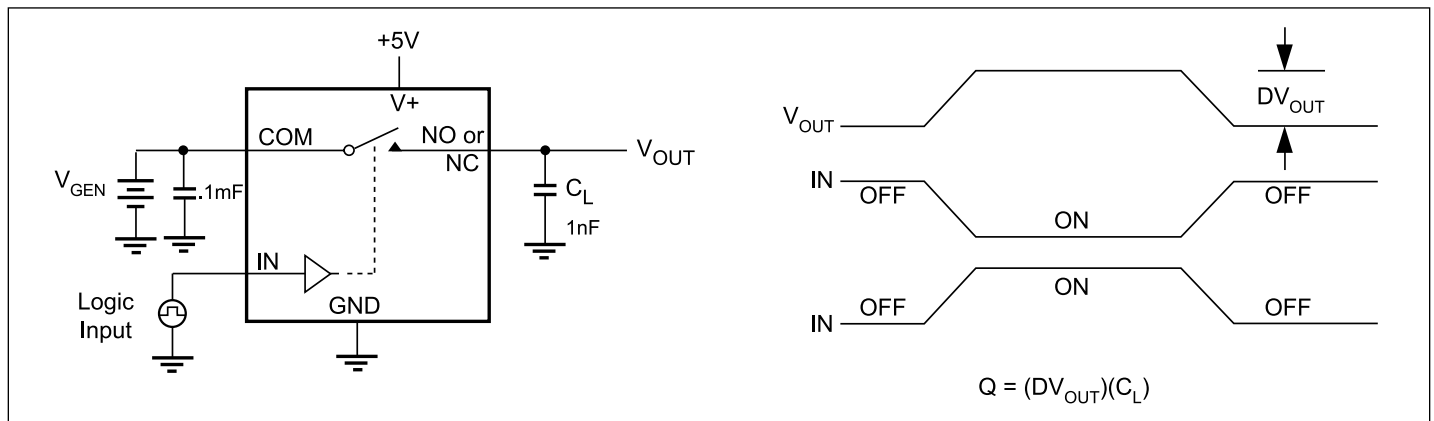 +5V
V+
COM
NO or
NC
V_OUT
V_GEN
.1mF
C_L
1nF
IN
Logic
Input
GND
V_OUT
DV_OUT
IN
OFF
ON
OFF
IN
OFF
ON
OFF
Q = (DV_OUT)(C_L)